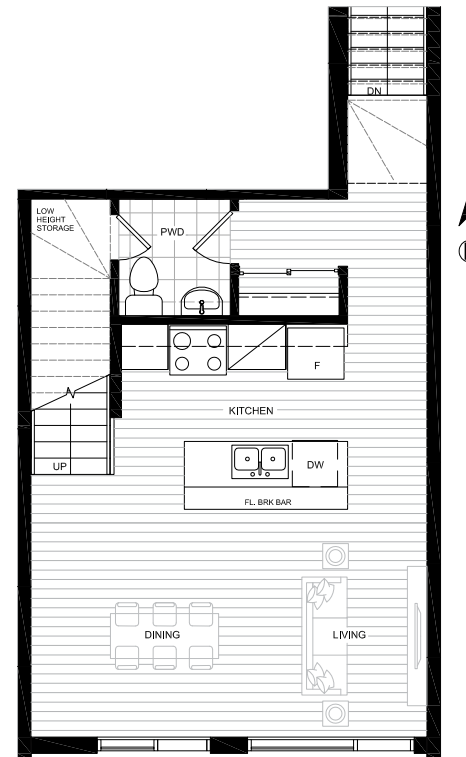 DN
LOW
HEIGHT
STORAGE
PWD
F
KITCHEN
UP
DW
FL. BRK BAR
DINING
LIVING